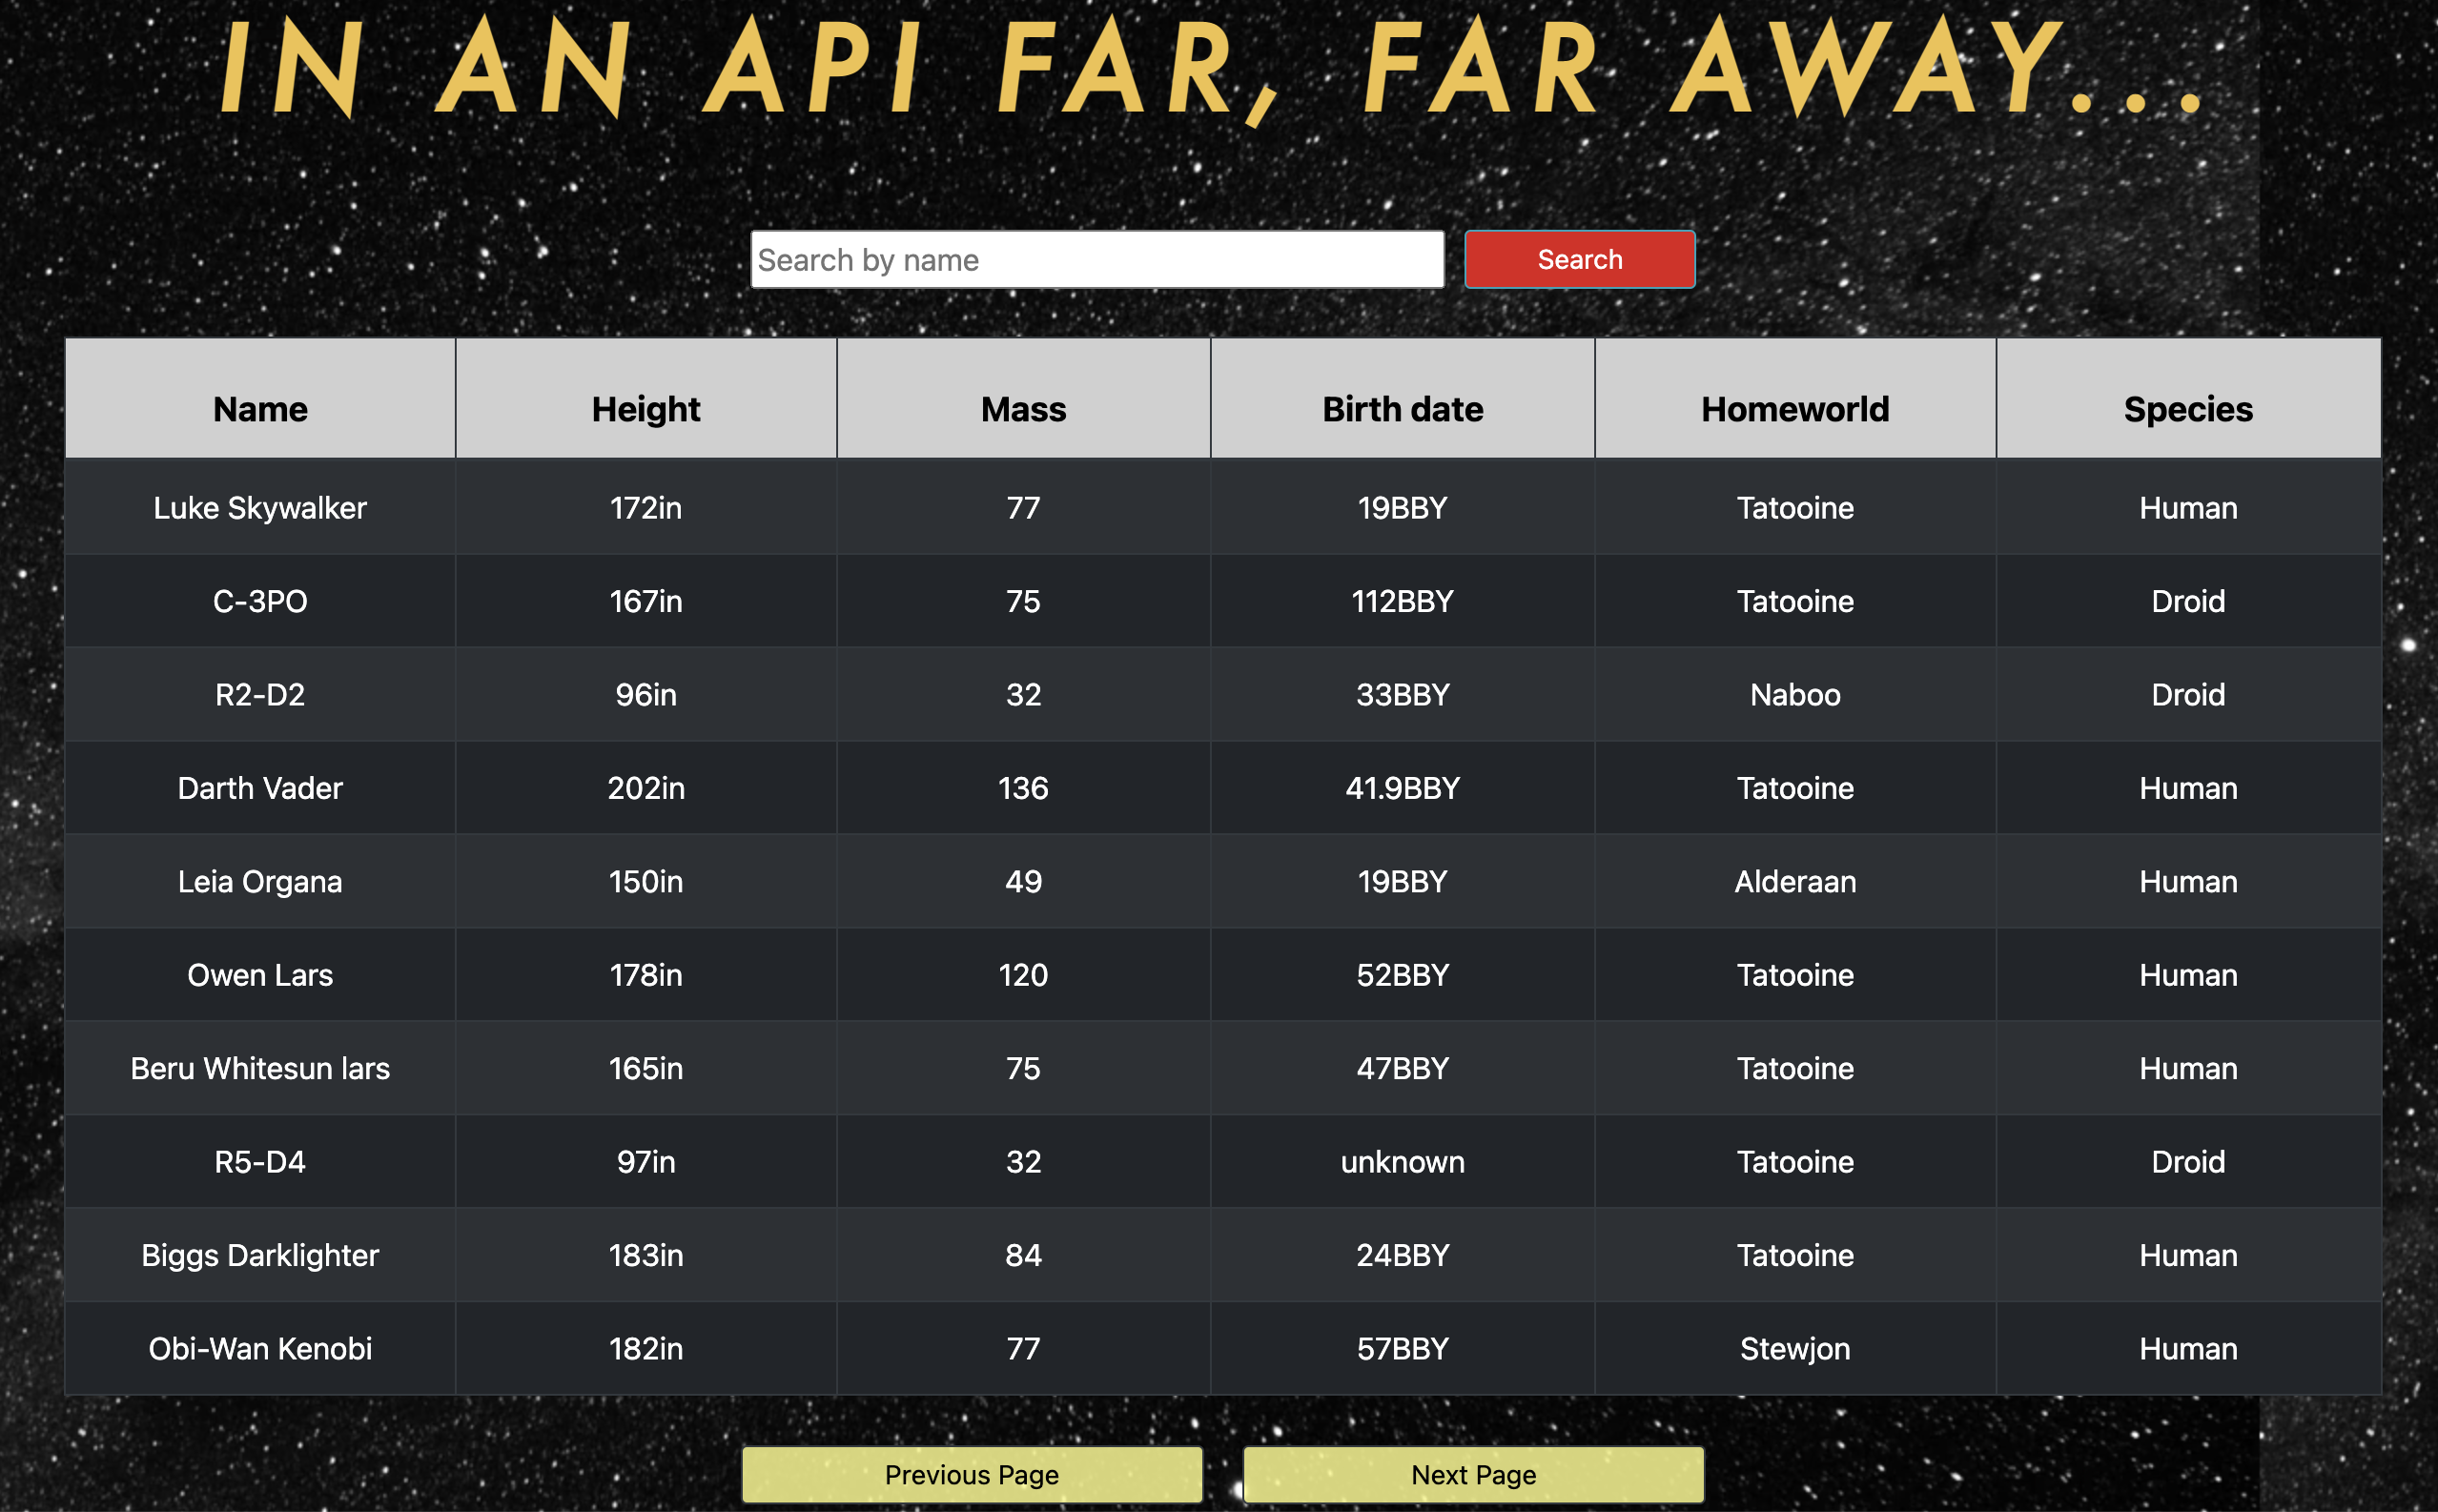 IN AN API FAR, FAR AWAY...
Search by name Search
Name Height Mass Birth date Homeworld Species
Luke Skywalker 172in 77 19BBY Tatooine Human
C-3PO 167in 75 112BBY Tatooine Droid
R2-D2 96in 32 33BBY Naboo Droid
Darth Vader 202in 136 41.9BBY Tatooine Human
Leia Organa 150in 49 19BBY Alderaan Human
Owen Lars 178in 120 52BBY Tatooine Human
Beru Whitesun lars 165in 75 47BBY Tatooine Human
R5-D4 97in 32 unknown Tatooine Droid
Biggs Darklighter 183in 84 24BBY Tatooine Human
Obi-Wan Kenobi 182in 77 57BBY Stewjon Human
Previous Page Next Page